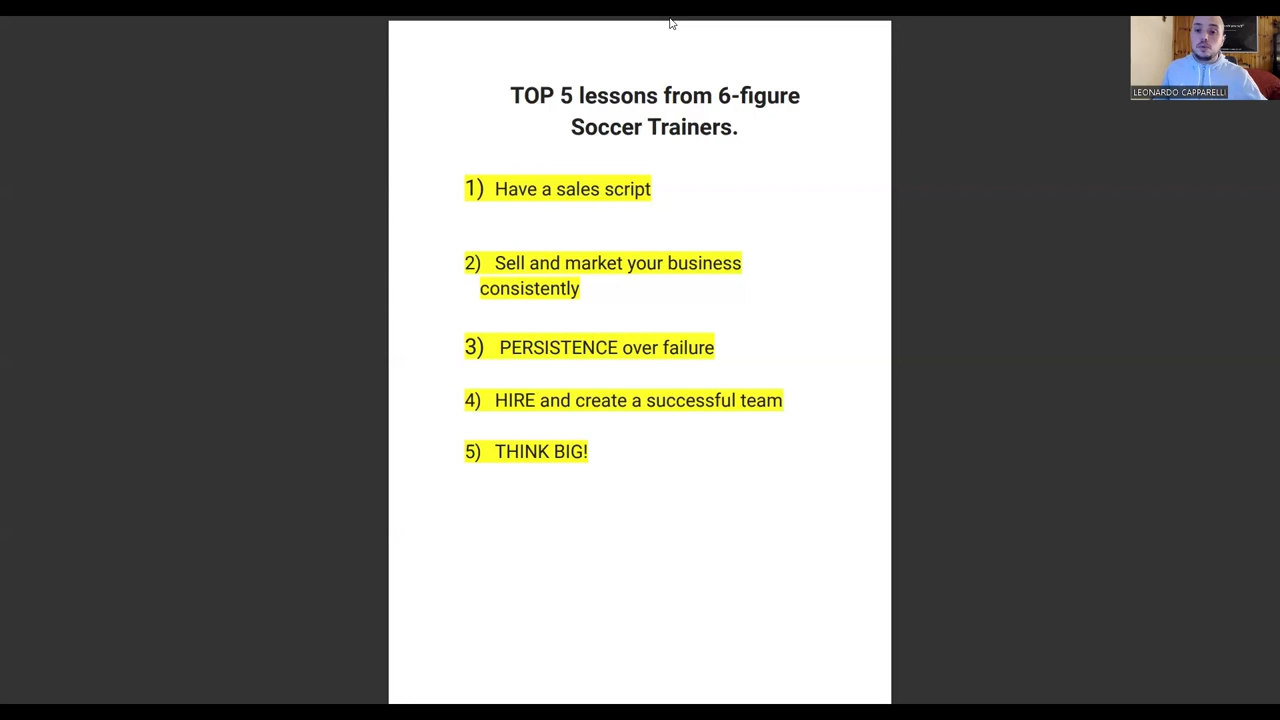 TOP 5 lessons from 6-figure
Soccer Trainers.
1) Have a sales script
2) Sell and market your business
consistently
3) PERSISTENCE over failure
4) HIRE and create a successful team
5) THINK BIG!
LEONARDO CAPPARELLI